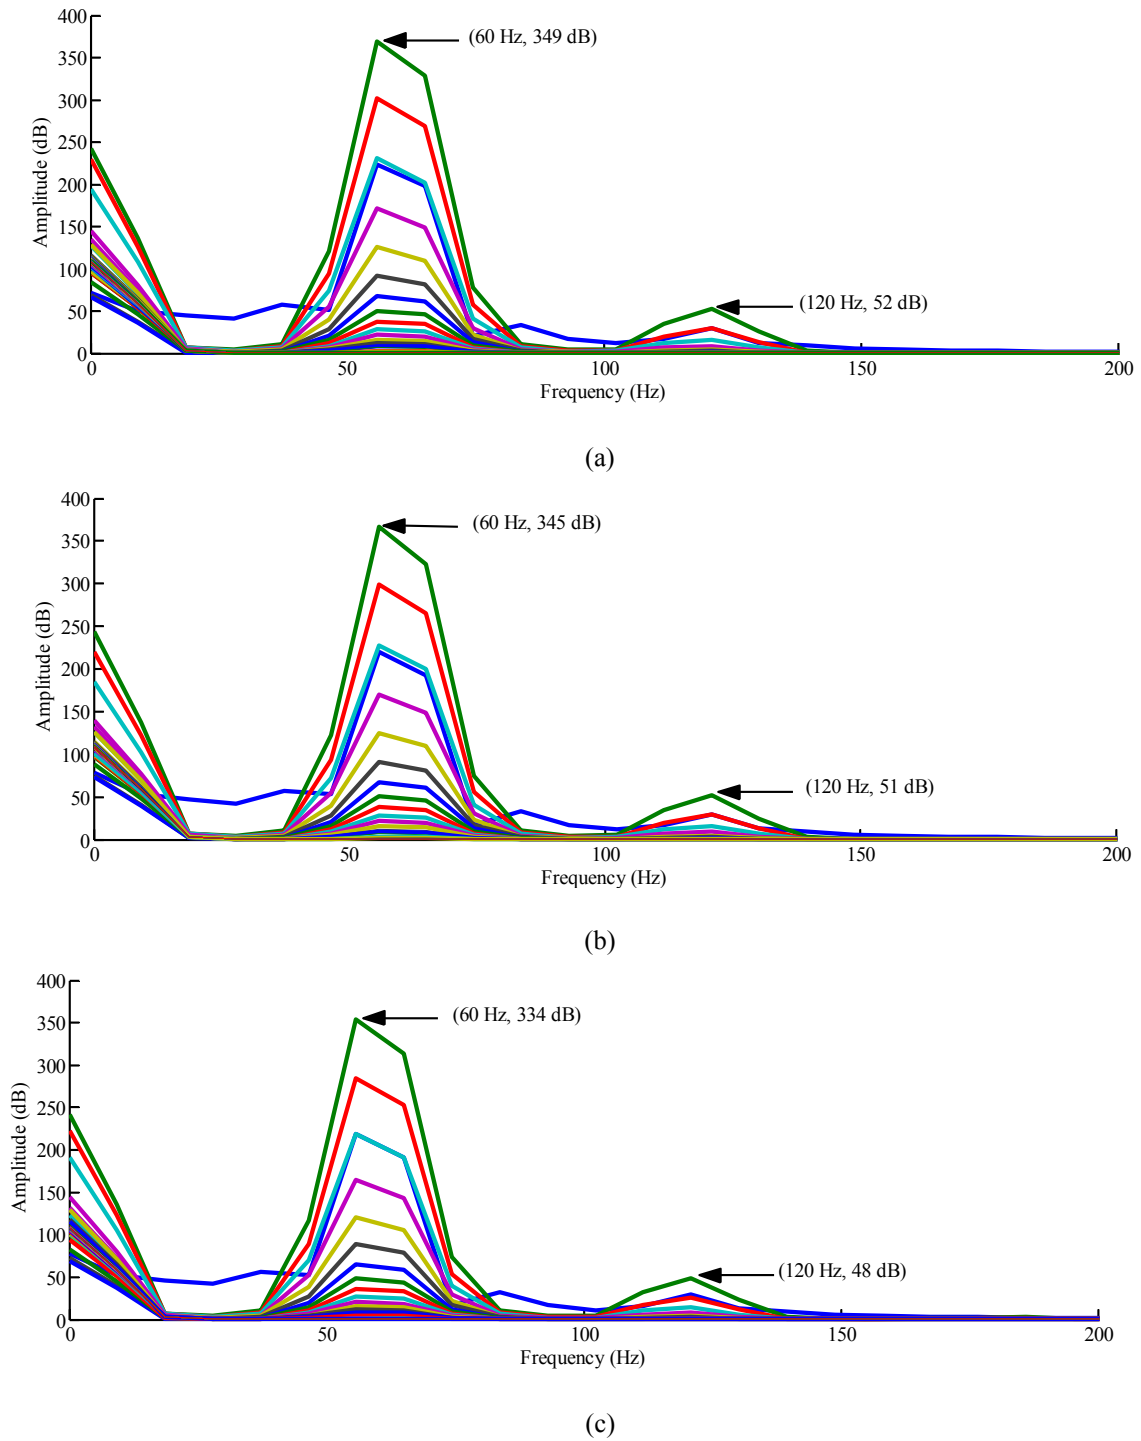 400
350
300
250
200
150
100
50
0
Amplitude (dB)
(60 Hz, 349 dB)
(120 Hz, 52 dB)
0 50 100 150 200
Frequency (Hz)
(a)
400
350
300
250
200
150
100
50
0
Amplitude (dB)
(60 Hz, 345 dB)
(120 Hz, 51 dB)
0 50 100 150 200
Frequency (Hz)
(b)
400
350
300
250
200
150
100
50
0
Amplitude (dB)
(60 Hz, 334 dB)
(120 Hz, 48 dB)
0 50 100 150 200
Frequency (Hz)
(c)